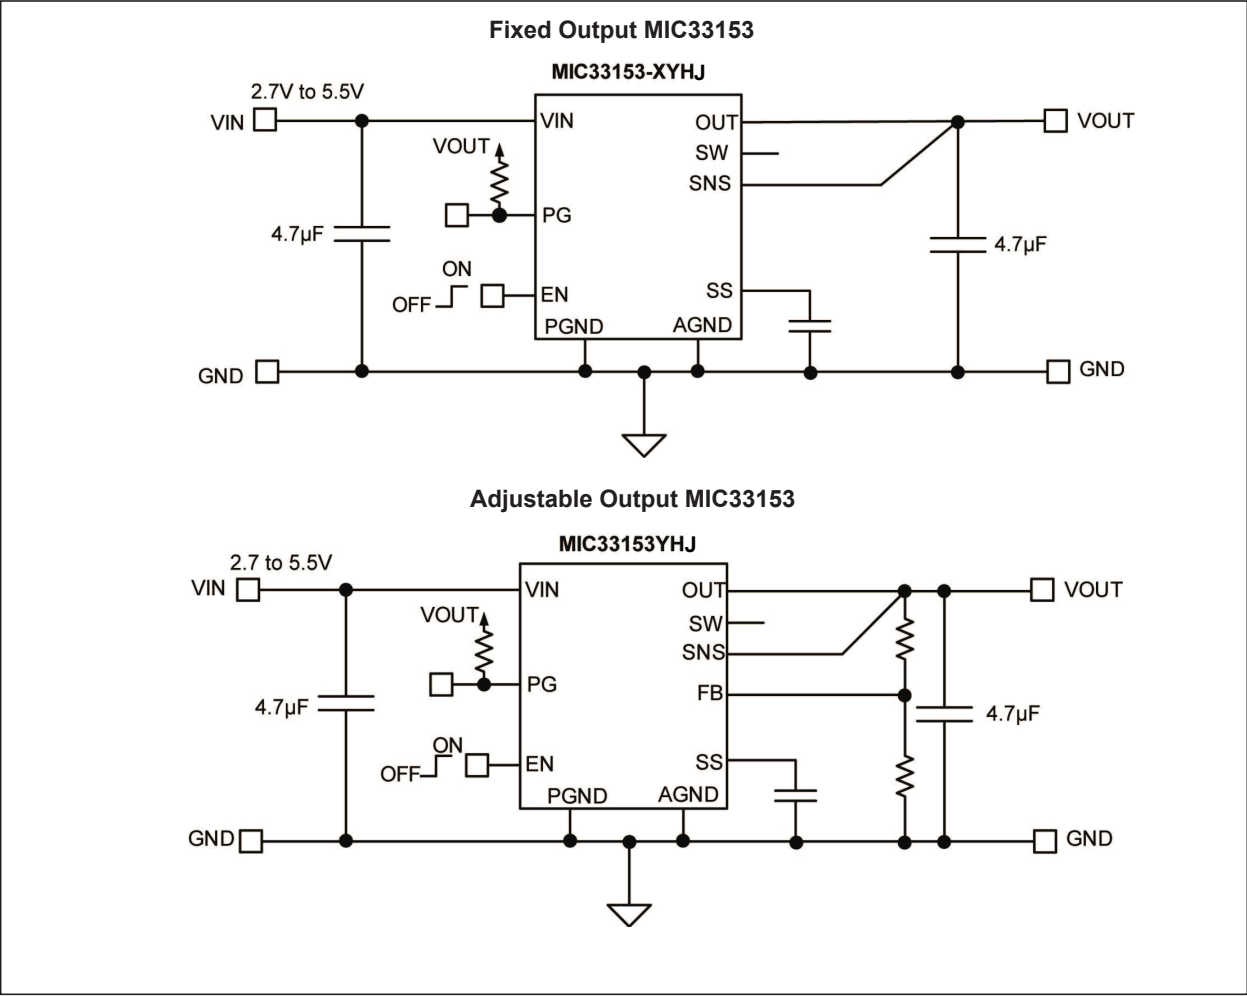 Fixed Output MIC33153
MIC33153-XYHJ
2.7V to 5.5V
VIN
VIN
OUT
VOUT
VOUT
SW
SNS
PG
4.7µF
4.7µF
ON
OFF
EN
SS
PGND
AGND
GND
GND
Adjustable Output MIC33153
MIC33153YHJ
2.7 to 5.5V
VIN
VIN
OUT
VOUT
VOUT
SW
SNS
PG
FB
4.7µF
4.7µF
ON
OFF
EN
SS
PGND
AGND
GND
GND